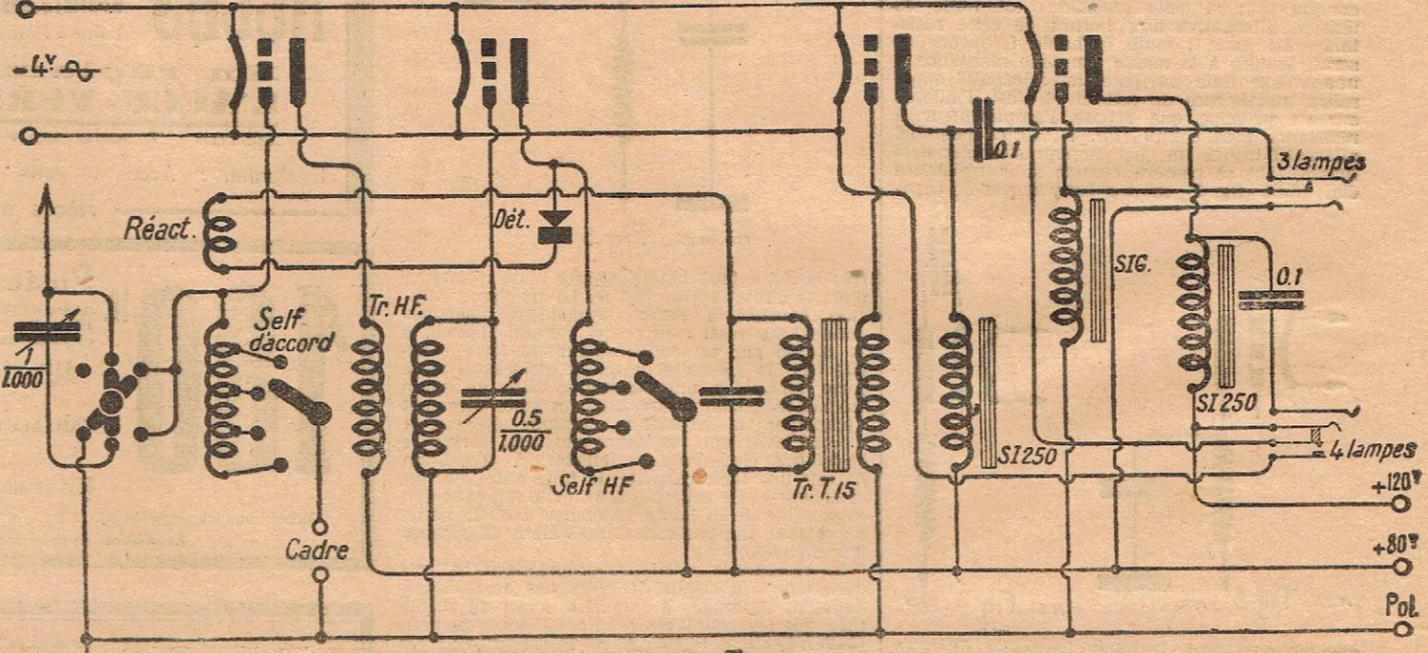 -4V
0.1
3 lampes
Réact.
Dét.
SIG.
0.1
Tr. HF.
Self
d'accord
1
1.000
0.5
1.000
SI 250
SI 250
4 lampes
Self HF
Tr. T. 15
+120V
Cadre
+80V
Pol.